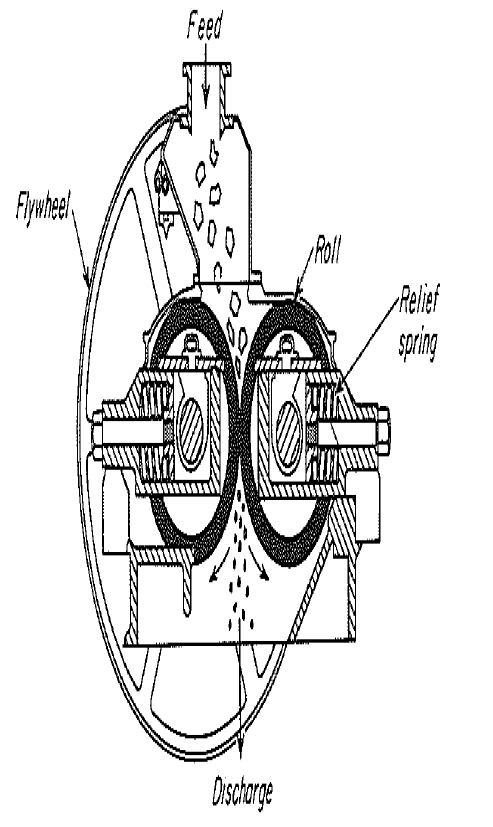 Feed
Flywheel
Roll
Relief
spring
Discharge